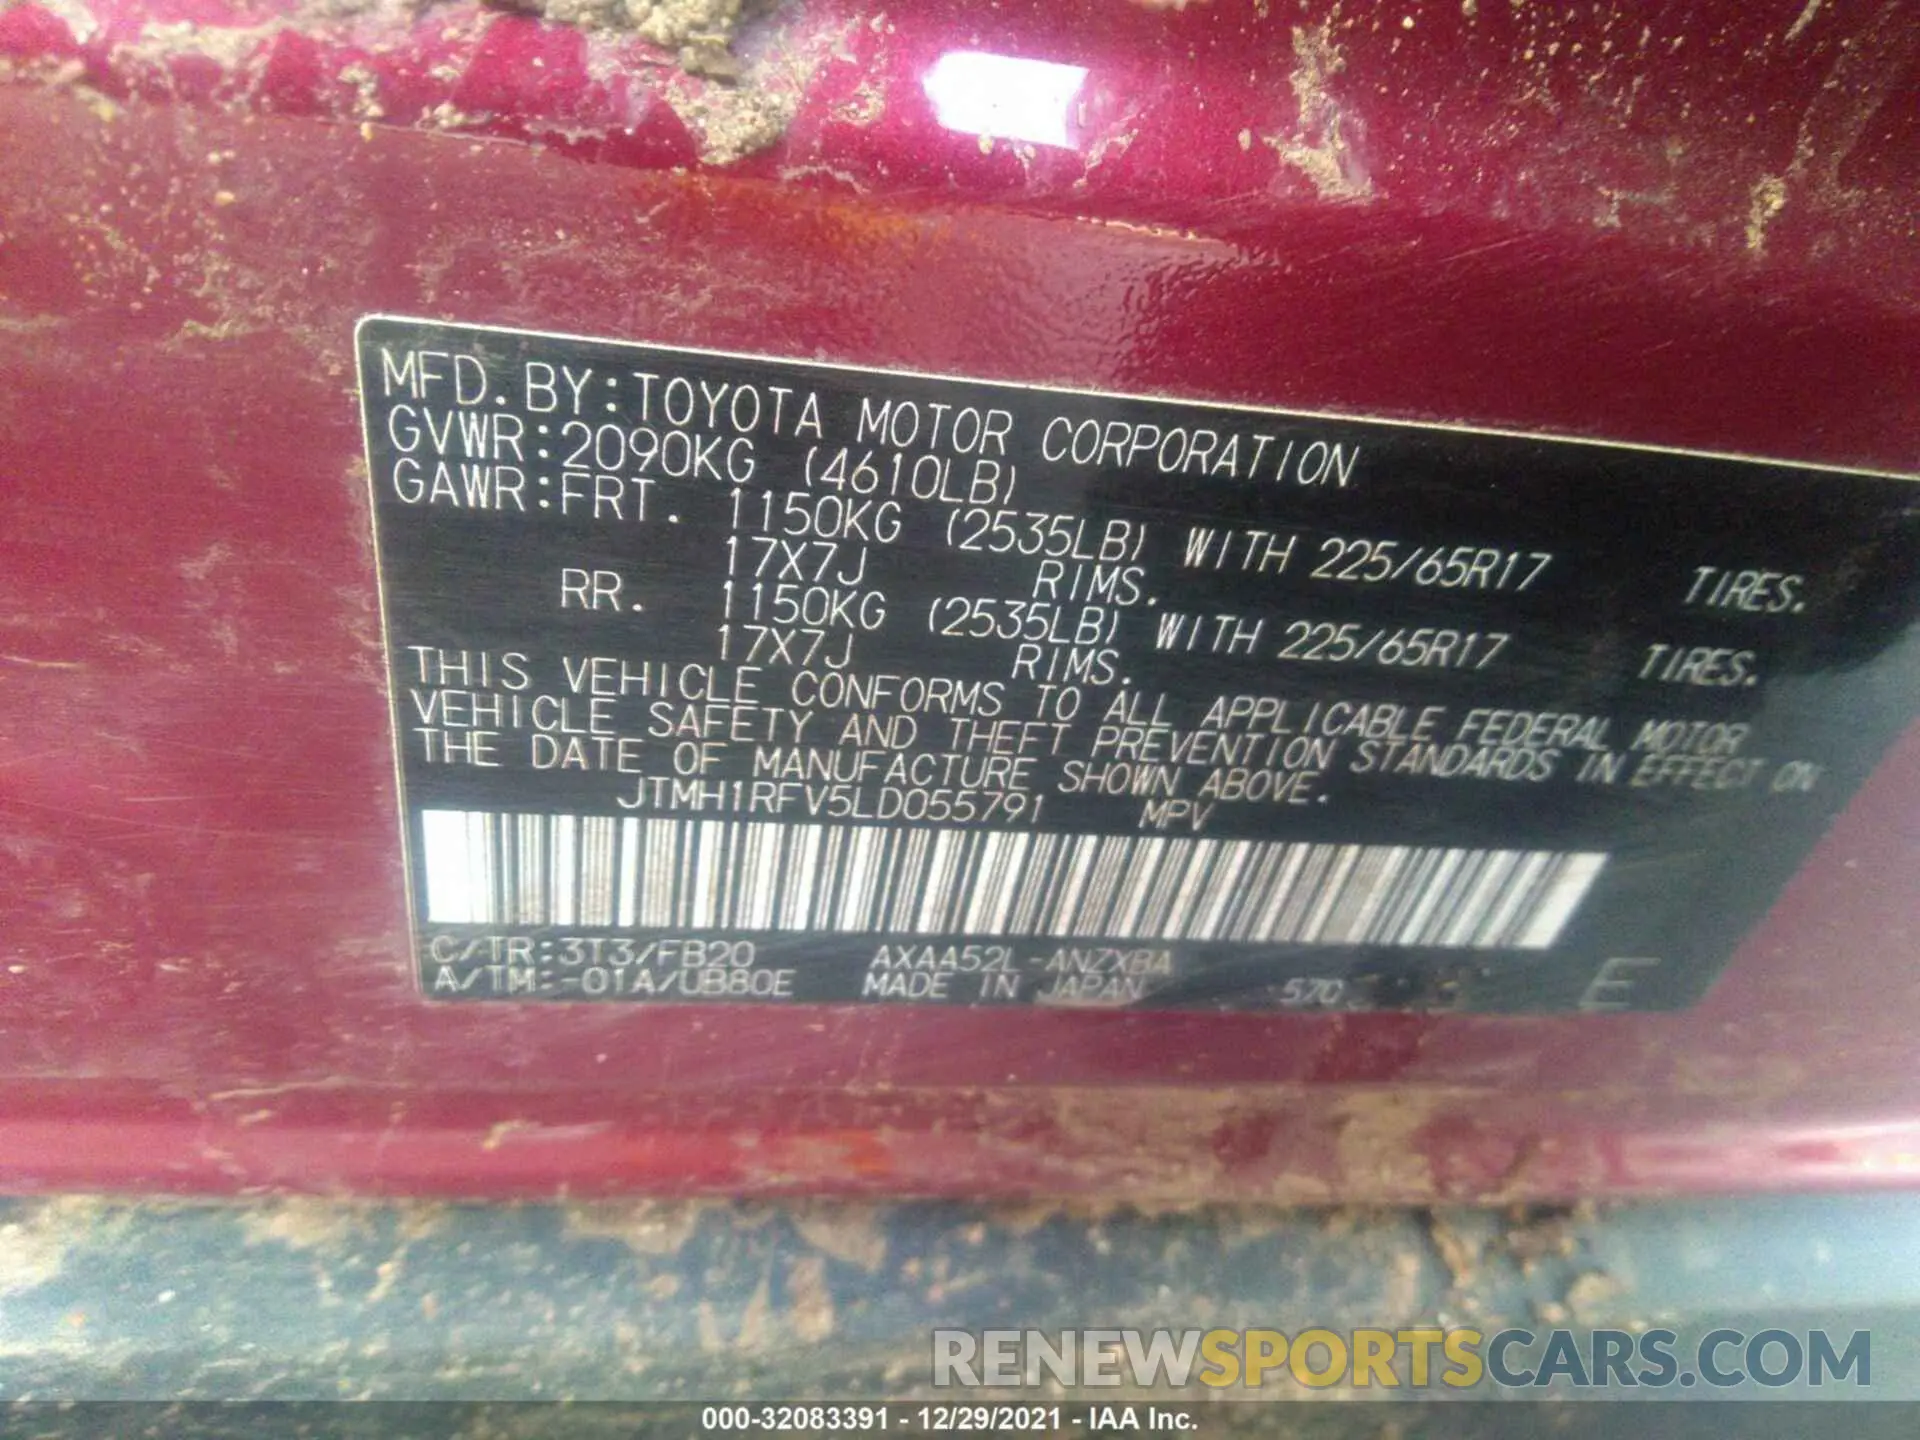 MFD. BY:TOYOTA MOTOR CORPORATION
GVWR:2090KG (4610LB)
GAWR:FRT. 1150KG (2535LB) WITH 225/65R17 TIRES.
17X7J RIMS.
RR. 1150KG (2535LB) WITH 225/65R17 TIRES.
17X7J RIMS.
THIS VEHICLE CONFORMS TO ALL APPLICABLE FEDERAL MOTOR
VEHICLE SAFETY AND THEFT PREVENTION STANDARDS IN EFFECT ON
THE DATE OF MANUFACTURE SHOWN ABOVE.
JTMH1RFV5LD055791 MPV
C/TR:3T3/FB20 AXAA52L-ANZXBA
A/TM:-01A/UB80E MADE IN JAPAN 570 E
RENEWSPORTSCARS.COM
000-32083391 - 12/29/2021 - IAA Inc.